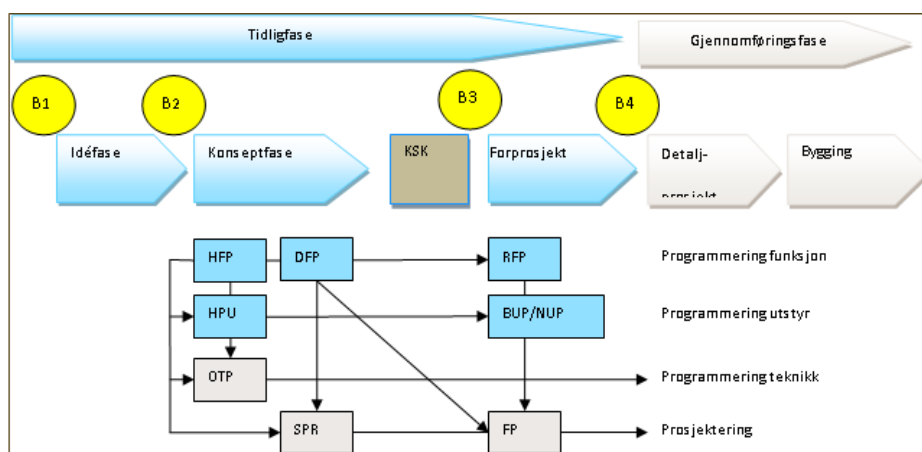 Tidligfase
Gjennomføringsfase
B1
B2
B3
B4
Idéfase
Konseptfase
KSK
Forprosjekt
Detalj-
prosjekt
Bygging
HFP
DFP
RFP
Programmering funksjon
HPU
BUP/NUP
Programmering utstyr
OTP
Programmering teknikk
SPR
FP
Prosjektering